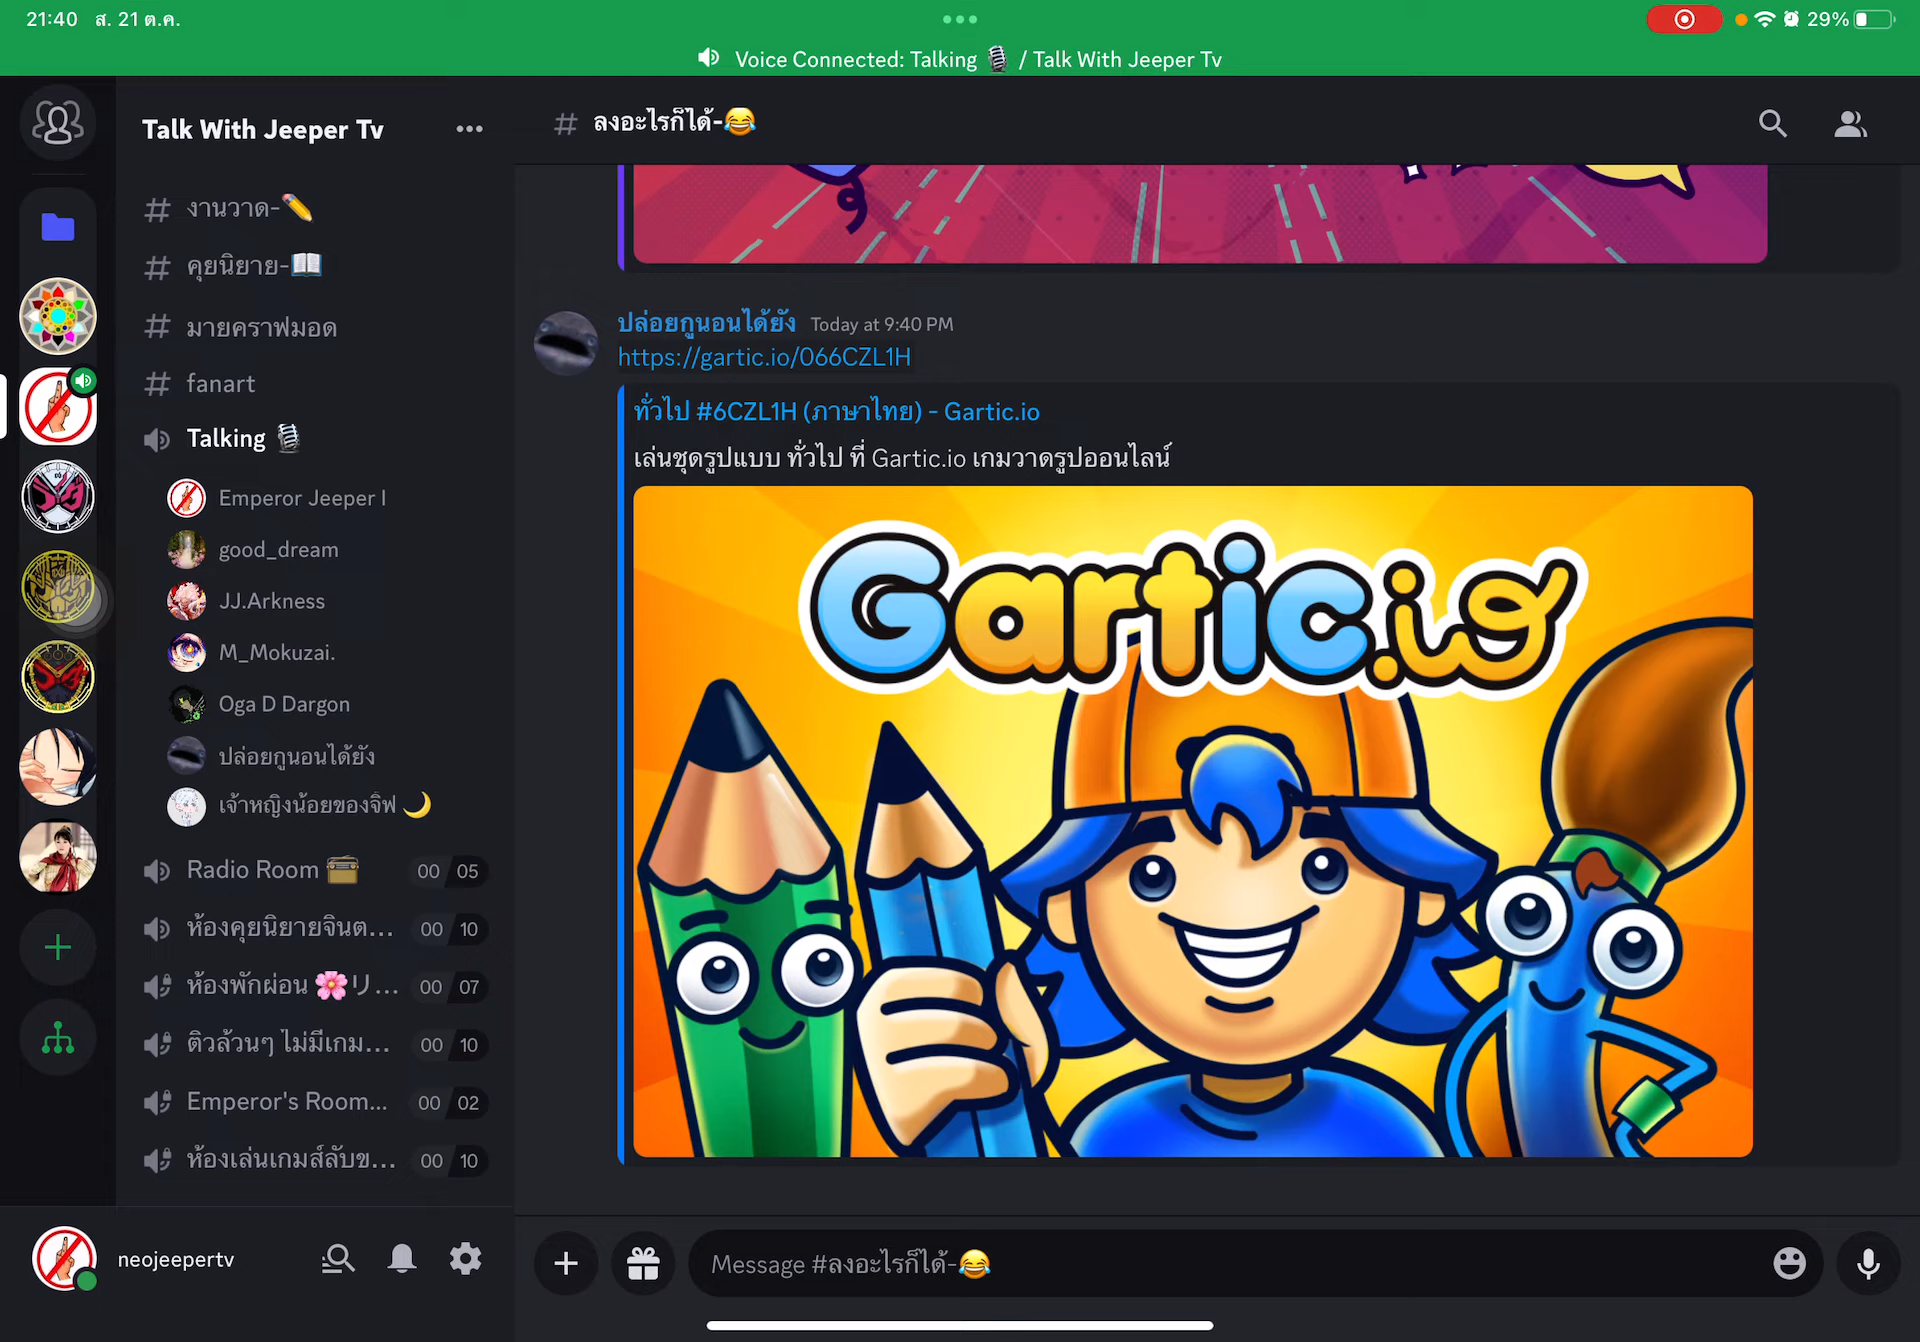 21:40 ส. 21 ต.ค.
29%
Voice Connected: Talking 🎙 / Talk With Jeeper Tv
Talk With Jeeper Tv
# ลงอะไรก็ได้-😂
# งานวาด-✏️
# คุยนิยาย-📖
# มายคราฟมอด
# fanart
Talking 🎙
Emperor Jeeper I
good_dream
JJ.Arkness
M_Mokuzai.
Oga D Dargon
ปล่อยกูนอนได้ยัง
เจ้าหญิงน้อยของจิฟ 🌙
Radio Room 📻 00 05
ห้องคุยนิยายจินต... 00 10
ห้องพักผ่อน 🌸リ... 00 07
ติวล้วนๆ ไม่มีเกม... 00 10
Emperor's Room... 00 02
ห้องเล่นเกมส์ลับข... 00 10
neojeepertv
ปล่อยกูนอนได้ยัง Today at 9:40 PM
https://gartic.io/066CZL1H
ทั่วไป #6CZL1H (ภาษาไทย) - Gartic.io
เล่นชุดรูปแบบ ทั่วไป ที่ Gartic.io เกมวาดรูปออนไลน์
Gartic.io
Message #ลงอะไรก็ได้-😂